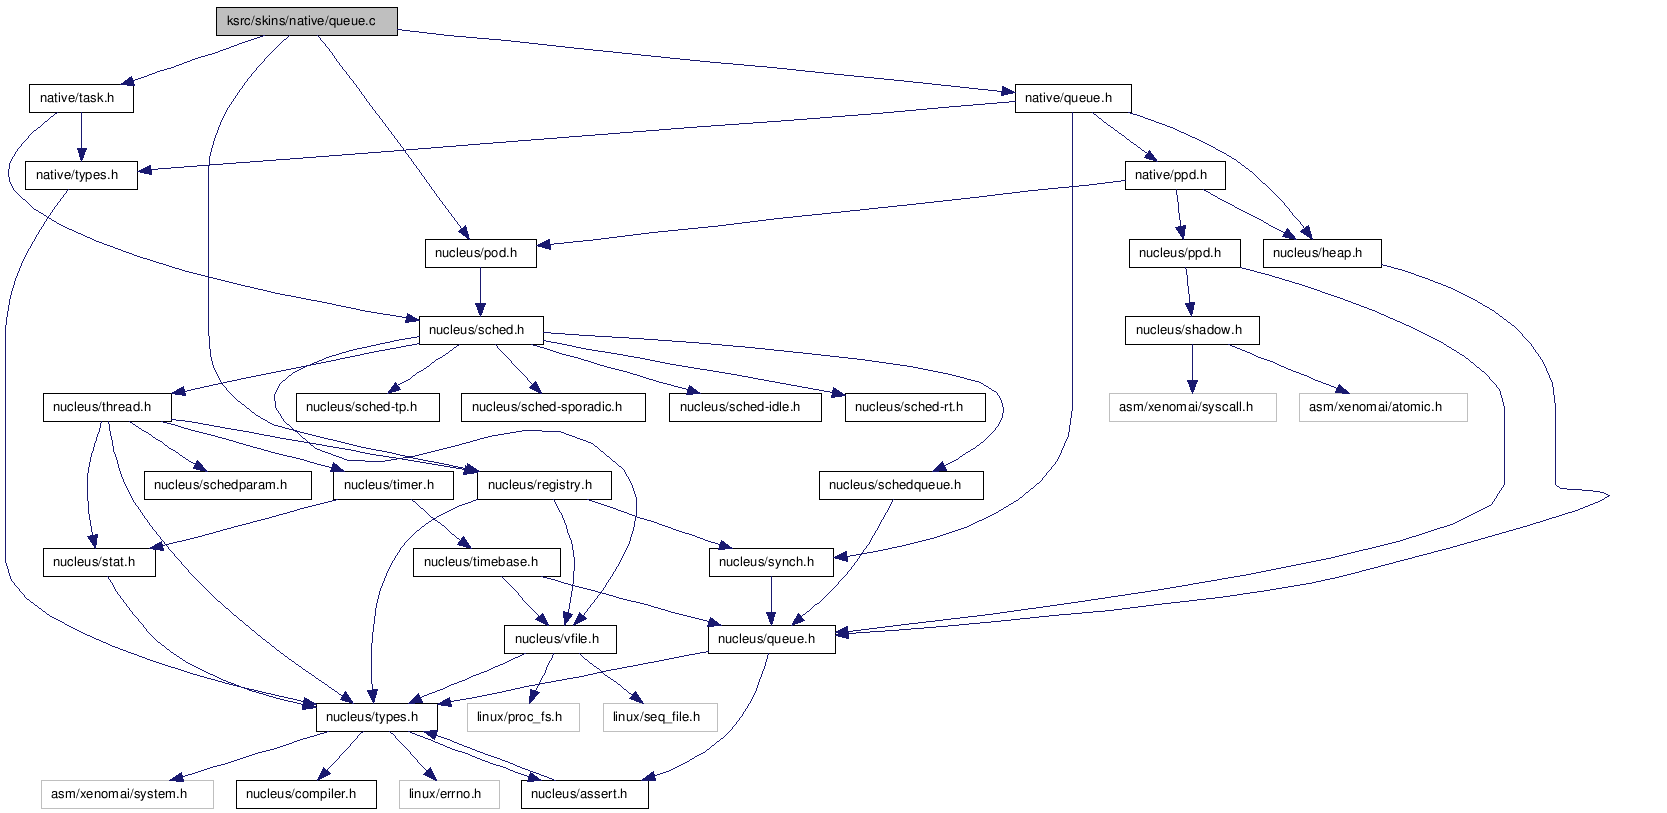 ksrc/skins/native/queue.c
native/task.h
native/queue.h
native/types.h
native/ppd.h
nucleus/pod.h
nucleus/ppd.h
nucleus/heap.h
nucleus/sched.h
nucleus/shadow.h
nucleus/thread.h
nucleus/sched-tp.h
nucleus/sched-sporadic.h
nucleus/sched-idle.h
nucleus/sched-rt.h
asm/xenomai/syscall.h
asm/xenomai/atomic.h
nucleus/schedparam.h
nucleus/timer.h
nucleus/registry.h
nucleus/schedqueue.h
nucleus/stat.h
nucleus/timebase.h
nucleus/synch.h
nucleus/vfile.h
nucleus/queue.h
nucleus/types.h
linux/proc_fs.h
linux/seq_file.h
asm/xenomai/system.h
nucleus/compiler.h
linux/errno.h
nucleus/assert.h